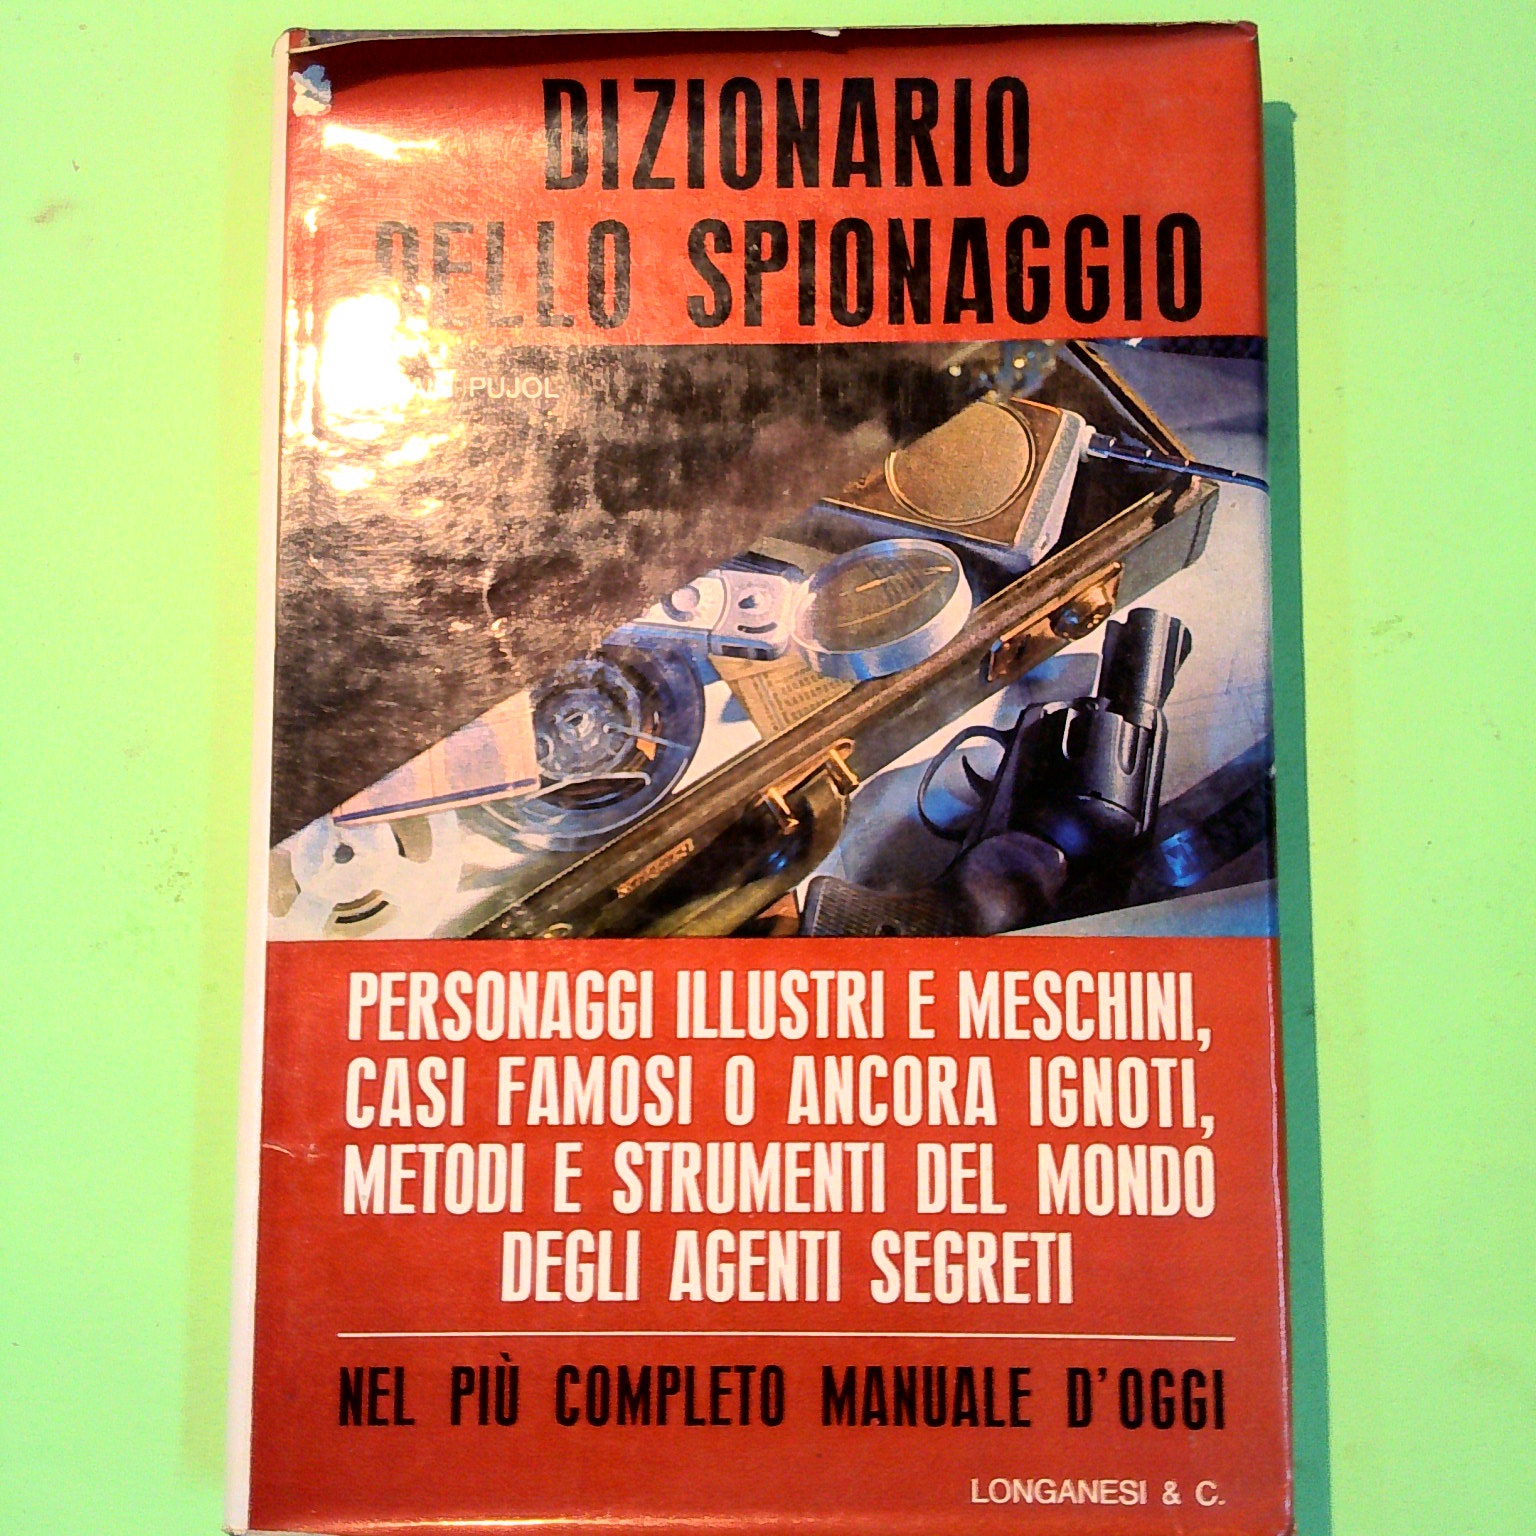 DIZIONARIO
DELLO SPIONAGGIO
PUJOL
PERSONAGGI ILLUSTRI E MESCHINI,
CASI FAMOSI O ANCORA IGNOTI,
METODI E STRUMENTI DEL MONDO
DEGLI AGENTI SEGRETI
NEL PIÙ COMPLETO MANUALE D'OGGI
LONGANESI & C.